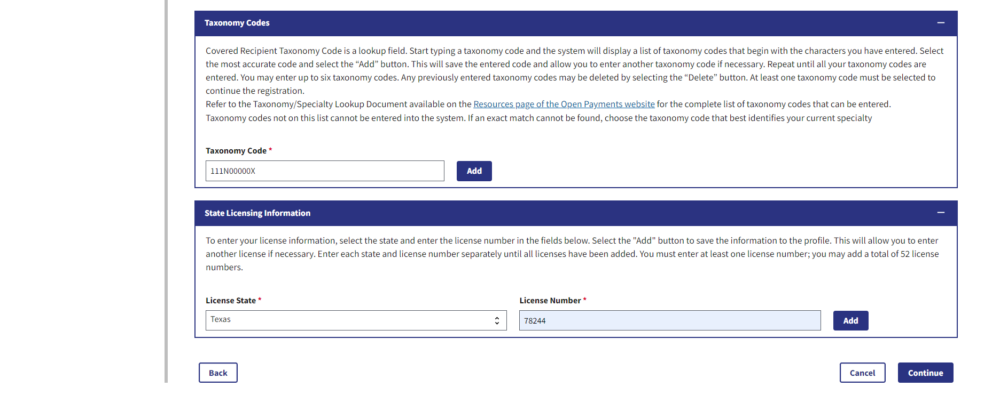 Taxonomy Codes
Covered Recipient Taxonomy Code is a lookup field. Start typing a taxonomy code and the system will display a list of taxonomy codes that begin with the characters you have entered. Select
the most accurate code and select the “Add” button. This will save the entered code and allow you to enter another taxonomy code if necessary. Repeat until all your taxonomy codes are
entered. You may enter up to six taxonomy codes. Any previously entered taxonomy codes may be deleted by selecting the “Delete” button. At least one taxonomy code must be selected to
continue the registration.
Refer to the Taxonomy/Specialty Lookup Document available on the Resources page of the Open Payments website for the complete list of taxonomy codes that can be entered.
Taxonomy codes not on this list cannot be entered into the system. If an exact match cannot be found, choose the taxonomy code that best identifies your current specialty
Taxonomy Code *
111N00000X Add
State Licensing Information
To enter your license information, select the state and enter the license number in the fields below. Select the "Add" button to save the information to the profile. This will allow you to enter
another license if necessary. Enter each state and license number separately until all licenses have been added. You must enter at least one license number; you may add a total of 52 license
numbers.
License State * License Number *
Texas 78244 Add
Back Cancel Continue